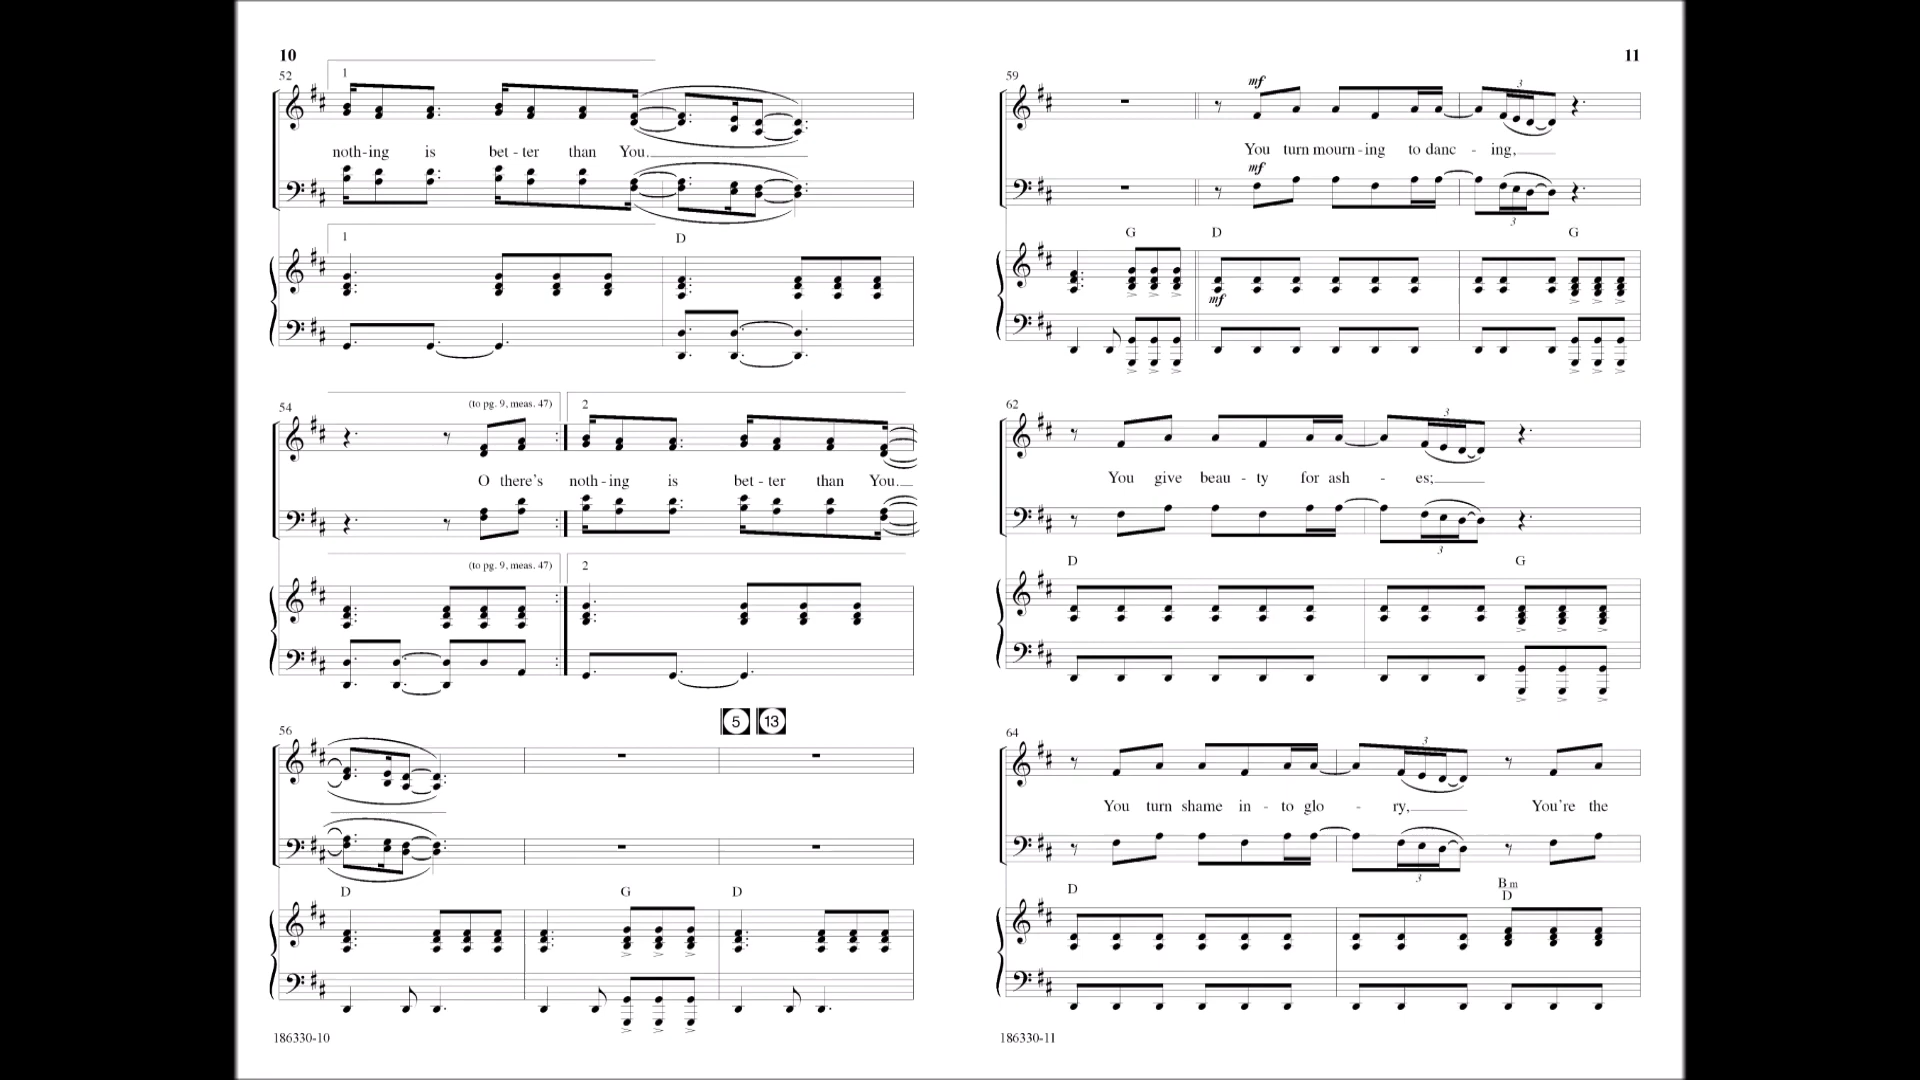 10
52
1
noth-ing is bet - ter than You.
1
D
54
(to pg. 9, meas. 47)
2
O there's noth - ing is bet - ter than You.
(to pg. 9, meas. 47)
2
56
5 13
D G D
186330-10
11
59
mf
3
You turn mourn - ing to danc - ing,
mf
3
G D G
mf
62
3
You give beau - ty for ash - es;
3
D G
64
3
You turn shame in - to glo - ry, You're the
3
Bm
D D
186330-11